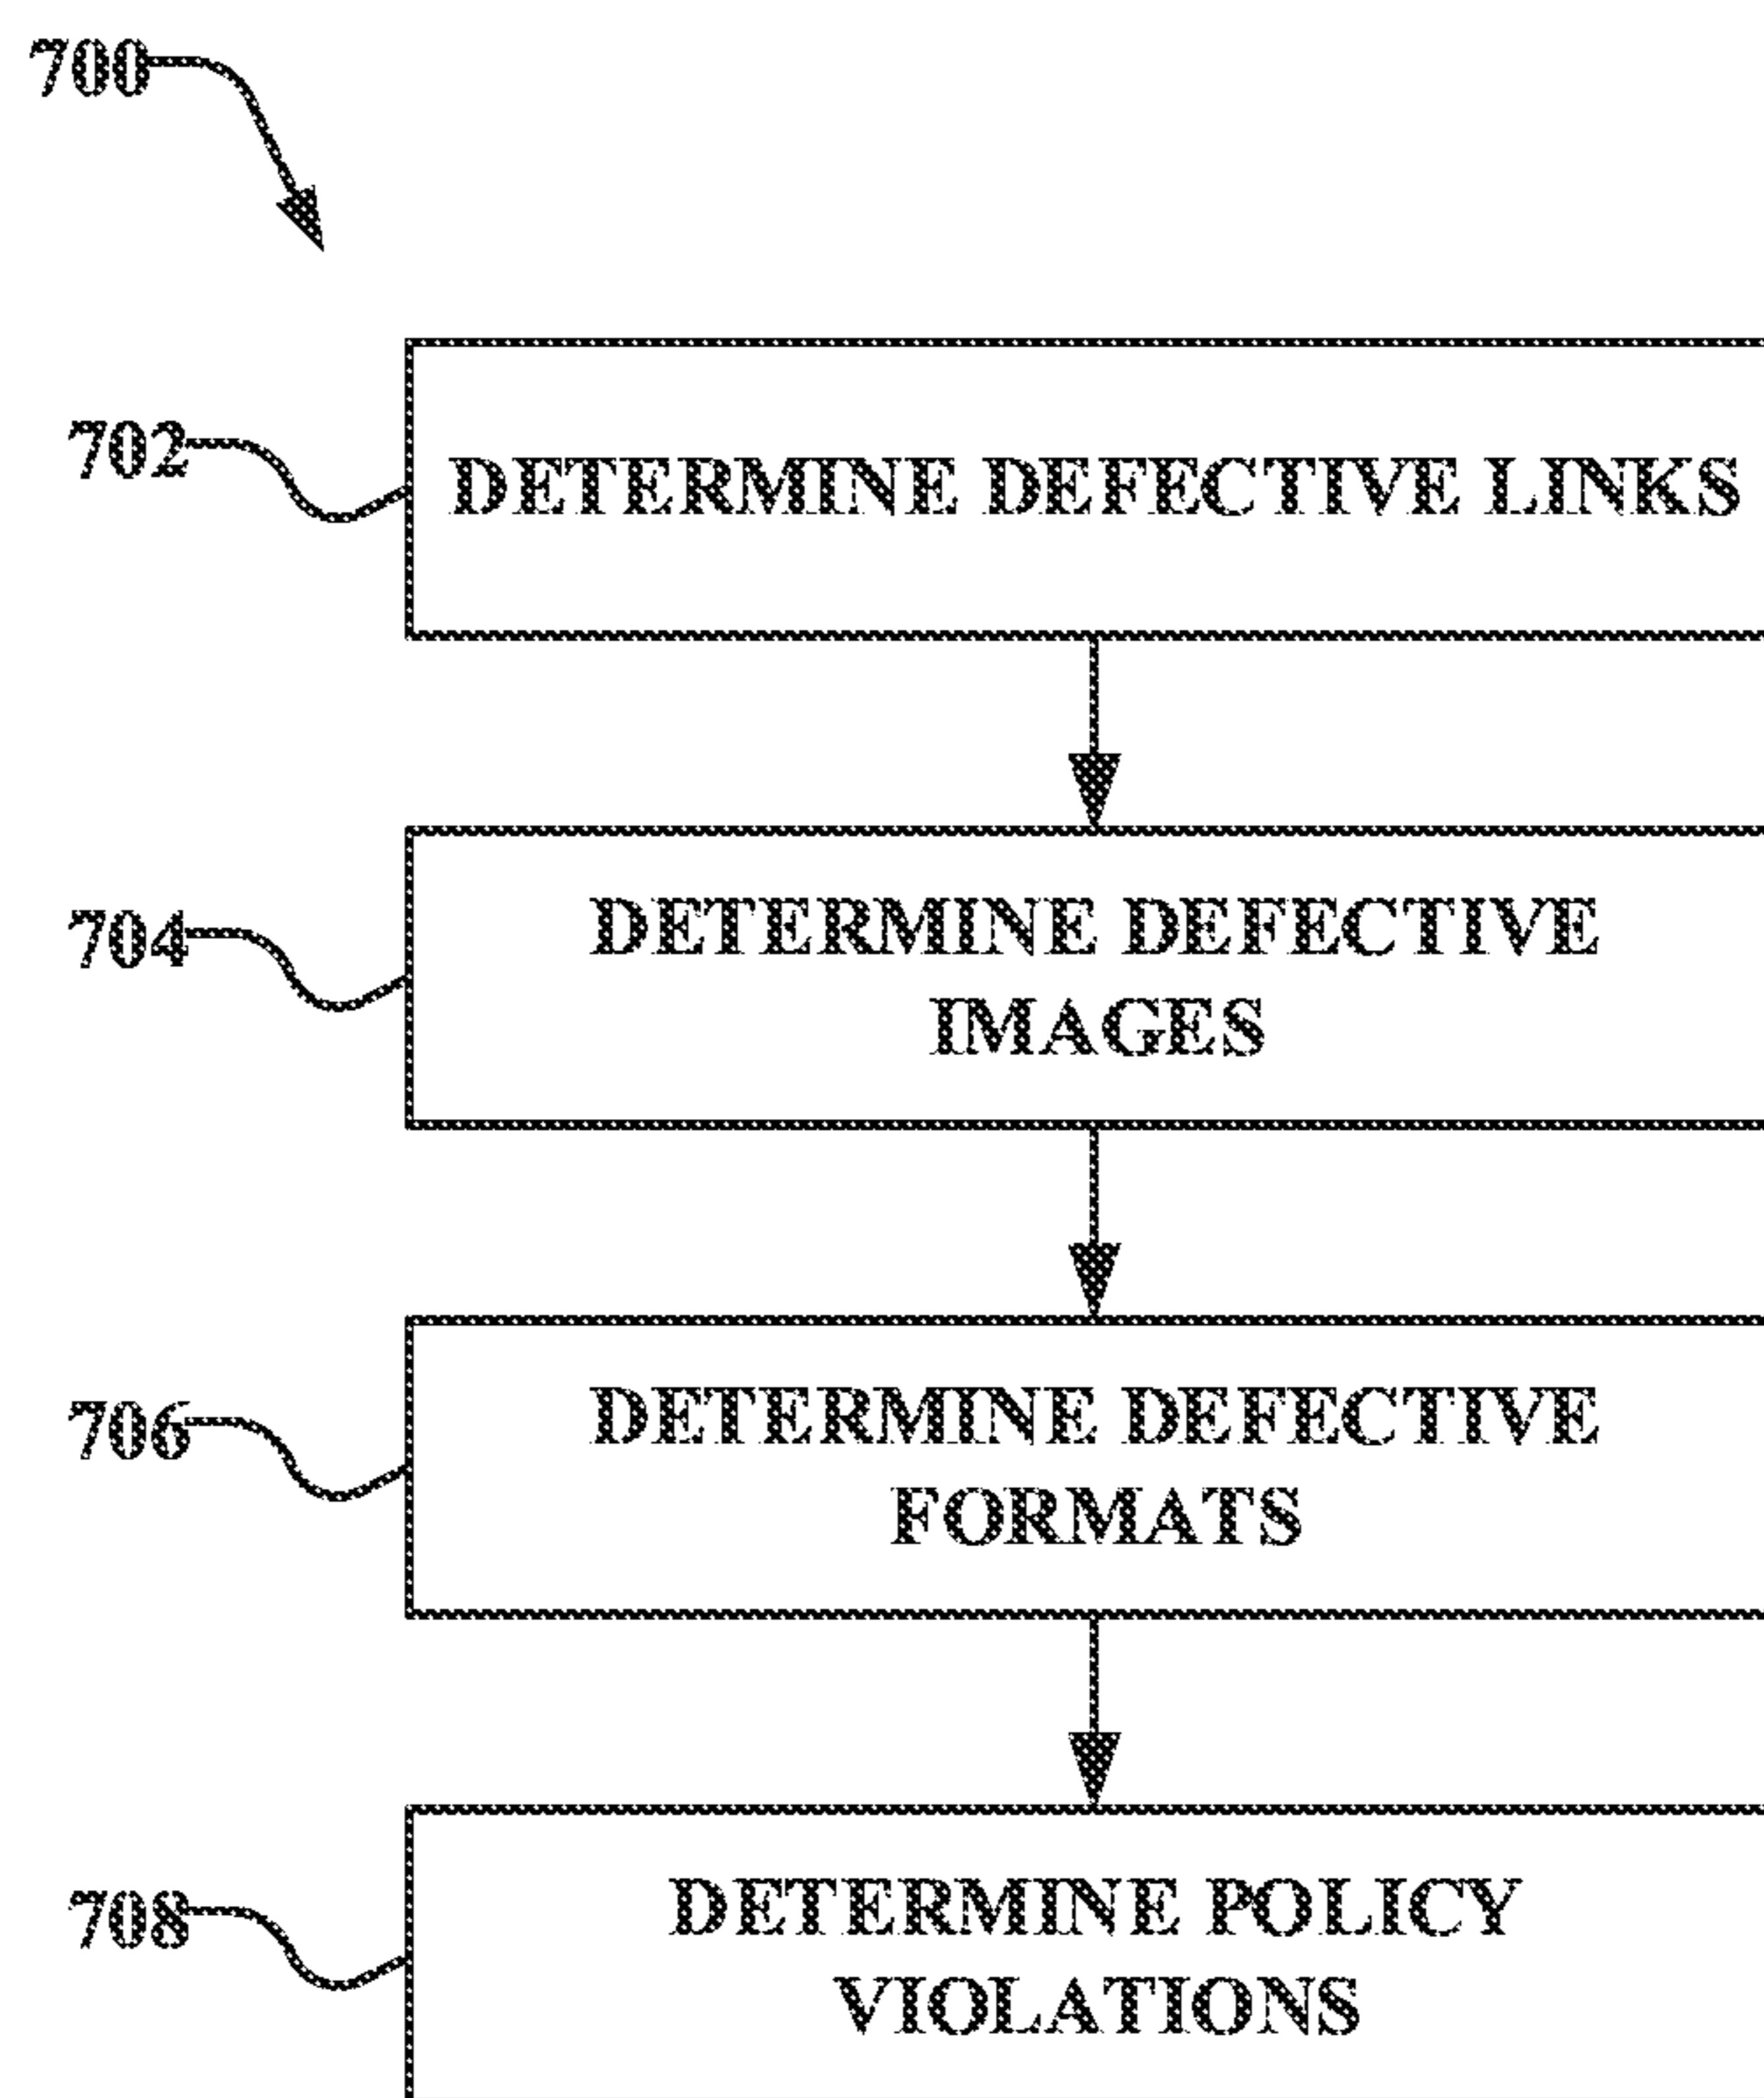 700
702
DETERMINE DEFECTIVE LINKS
704
DETERMINE DEFECTIVE
IMAGES
706
DETERMINE DEFECTIVE
FORMATS
708
DETERMINE POLICY
VIOLATIONS